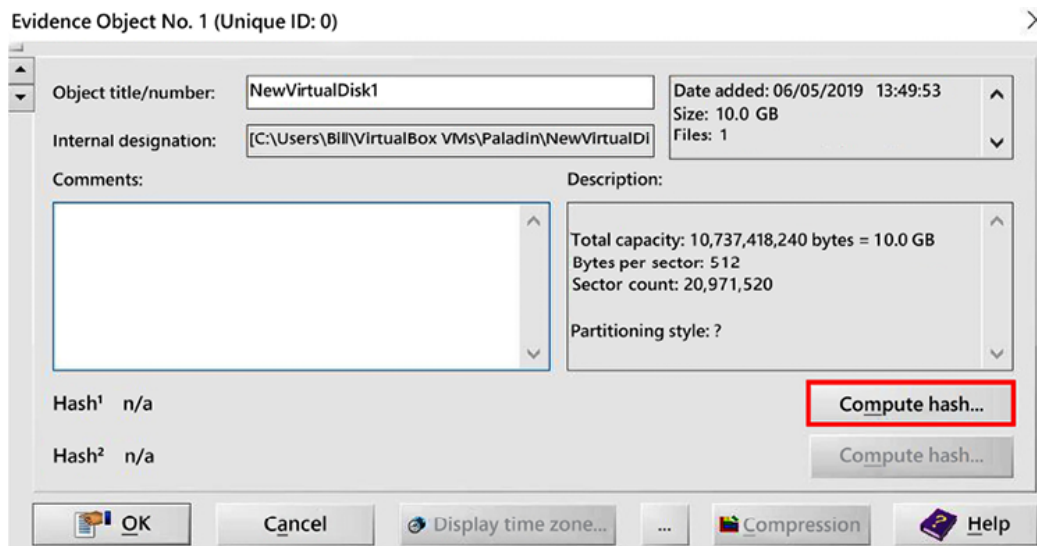 Evidence Object No. 1 (Unique ID: 0)
Object title/number:
NewVirtualDisk1
Date added: 06/05/2019 13:49:53
Size: 10.0 GB
Files: 1
Internal designation:
[C:\Users\Bill\VirtualBox VMs\Paladin\NewVirtualDi
Comments:
Description:
Total capacity: 10,737,418,240 bytes = 10.0 GB
Bytes per sector: 512
Sector count: 20,971,520
Partitioning style: ?
Hash¹ n/a
Compute hash...
Hash² n/a
Compute hash...
OK Cancel Display time zone... ... Compression Help